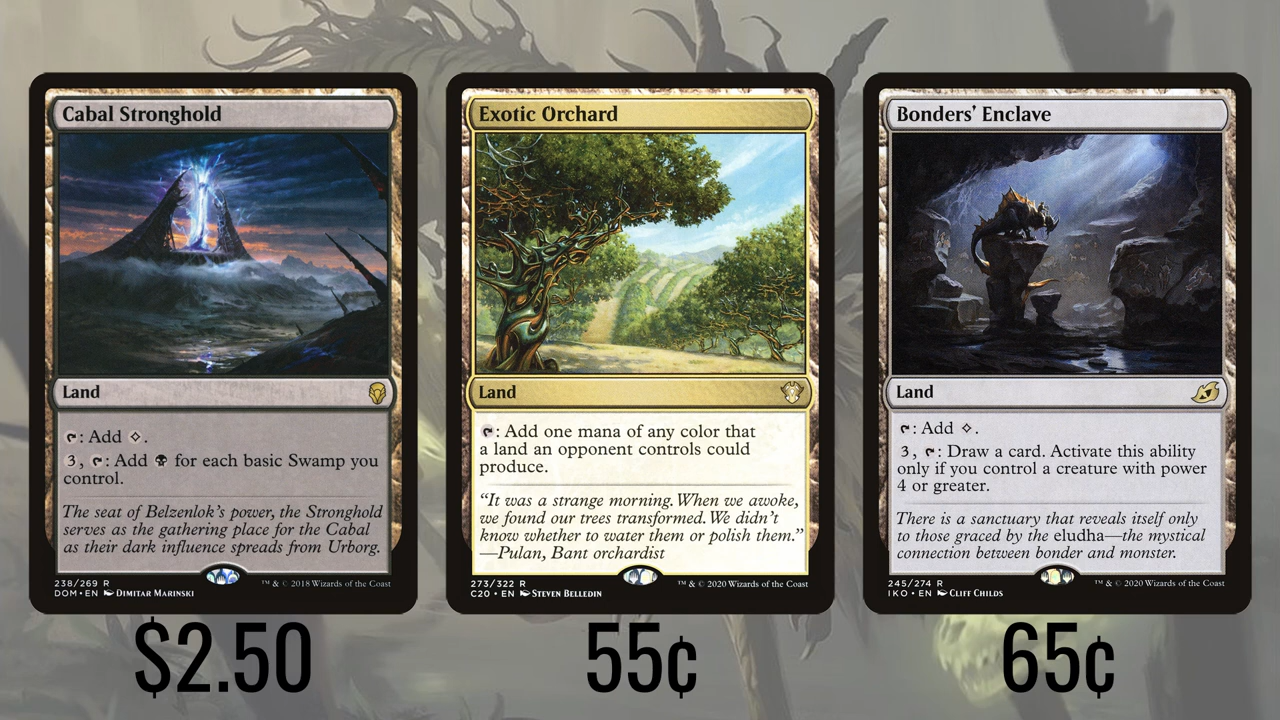 Cabal Stronghold
Land
: Add .
3, : Add for each basic Swamp you
control.
The seat of Belzenlok's power, the Stronghold
serves as the gathering place for the Cabal
as their dark influence spreads from Urborg.
238/269 R
DOM • EN Dimitar Marinski
™ & © 2018 Wizards of the Coast
$2.50
Exotic Orchard
Land
: Add one mana of any color that
a land an opponent controls could
produce.
"It was a strange morning. When we awoke,
we found our trees transformed. We didn't
know whether to water them or polish them."
—Pulan, Bant orchardist
273/322 R
C20 • EN Steven Belledin
™ & © 2020 Wizards of the Coast
55¢
Bonders' Enclave
Land
: Add .
3, : Draw a card. Activate this ability
only if you control a creature with power
4 or greater.
There is a sanctuary that reveals itself only
to those graced by the eludha—the mystical
connection between bonder and monster.
245/274 R
IKO • EN Cliff Childs
™ & © 2020 Wizards of the Coast
65¢